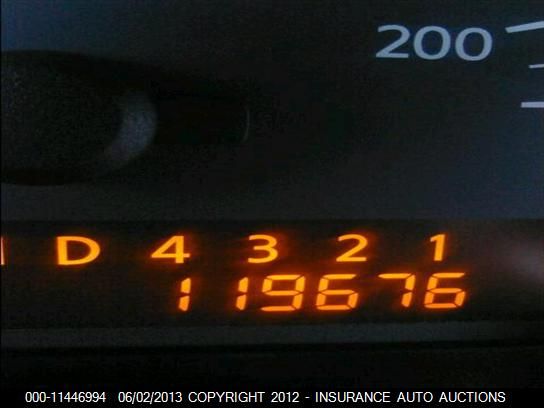 200
D 4 3 2 1
119676
000-11446994 06/02/2013 COPYRIGHT 2012 - INSURANCE AUTO AUCTIONS